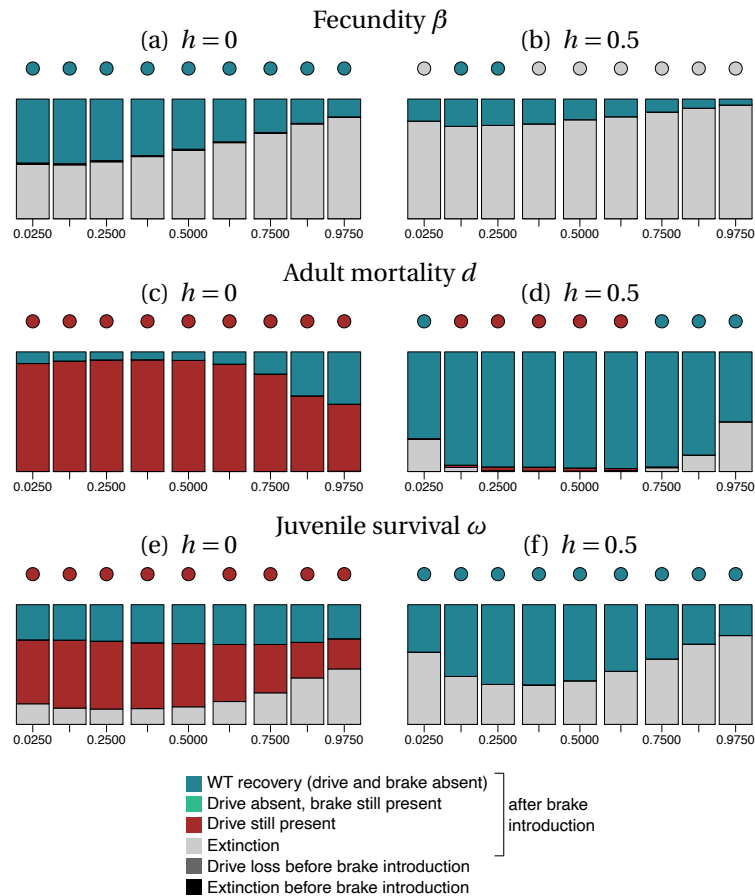 Fecundity β
(a) h = 0
(b) h = 0.5
0.0250 0.2500 0.5000 0.7500 0.9750
0.0250 0.2500 0.5000 0.7500 0.9750
Adult mortality d
(c) h = 0
(d) h = 0.5
0.0250 0.2500 0.5000 0.7500 0.9750
0.0250 0.2500 0.5000 0.7500 0.9750
Juvenile survival ω
(e) h = 0
(f) h = 0.5
0.0250 0.2500 0.5000 0.7500 0.9750
0.0250 0.2500 0.5000 0.7500 0.9750
WT recovery (drive and brake absent)
Drive absent, brake still present
Drive still present
Extinction
after brake
introduction
Drive loss before brake introduction
Extinction before brake introduction